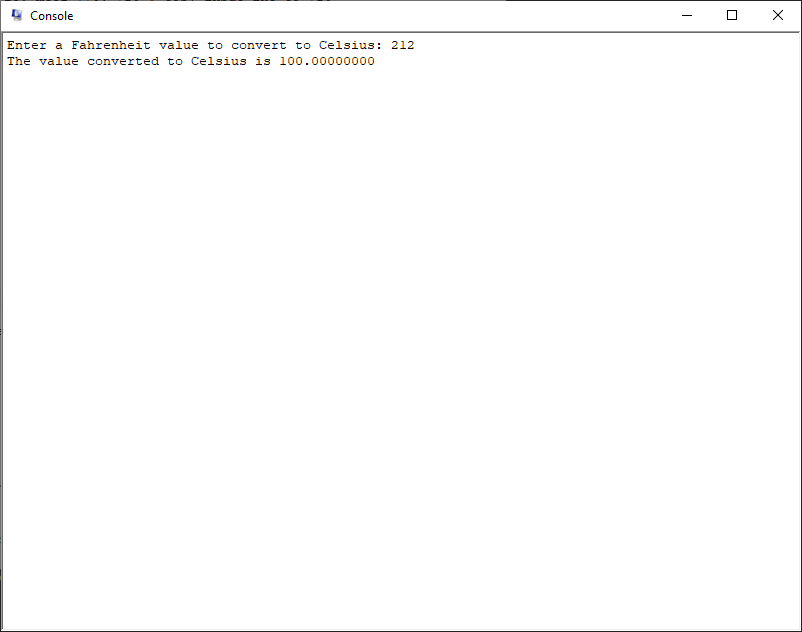 Console
Enter a Fahrenheit value to convert to Celsius: 212
The value converted to Celsius is 100.00000000